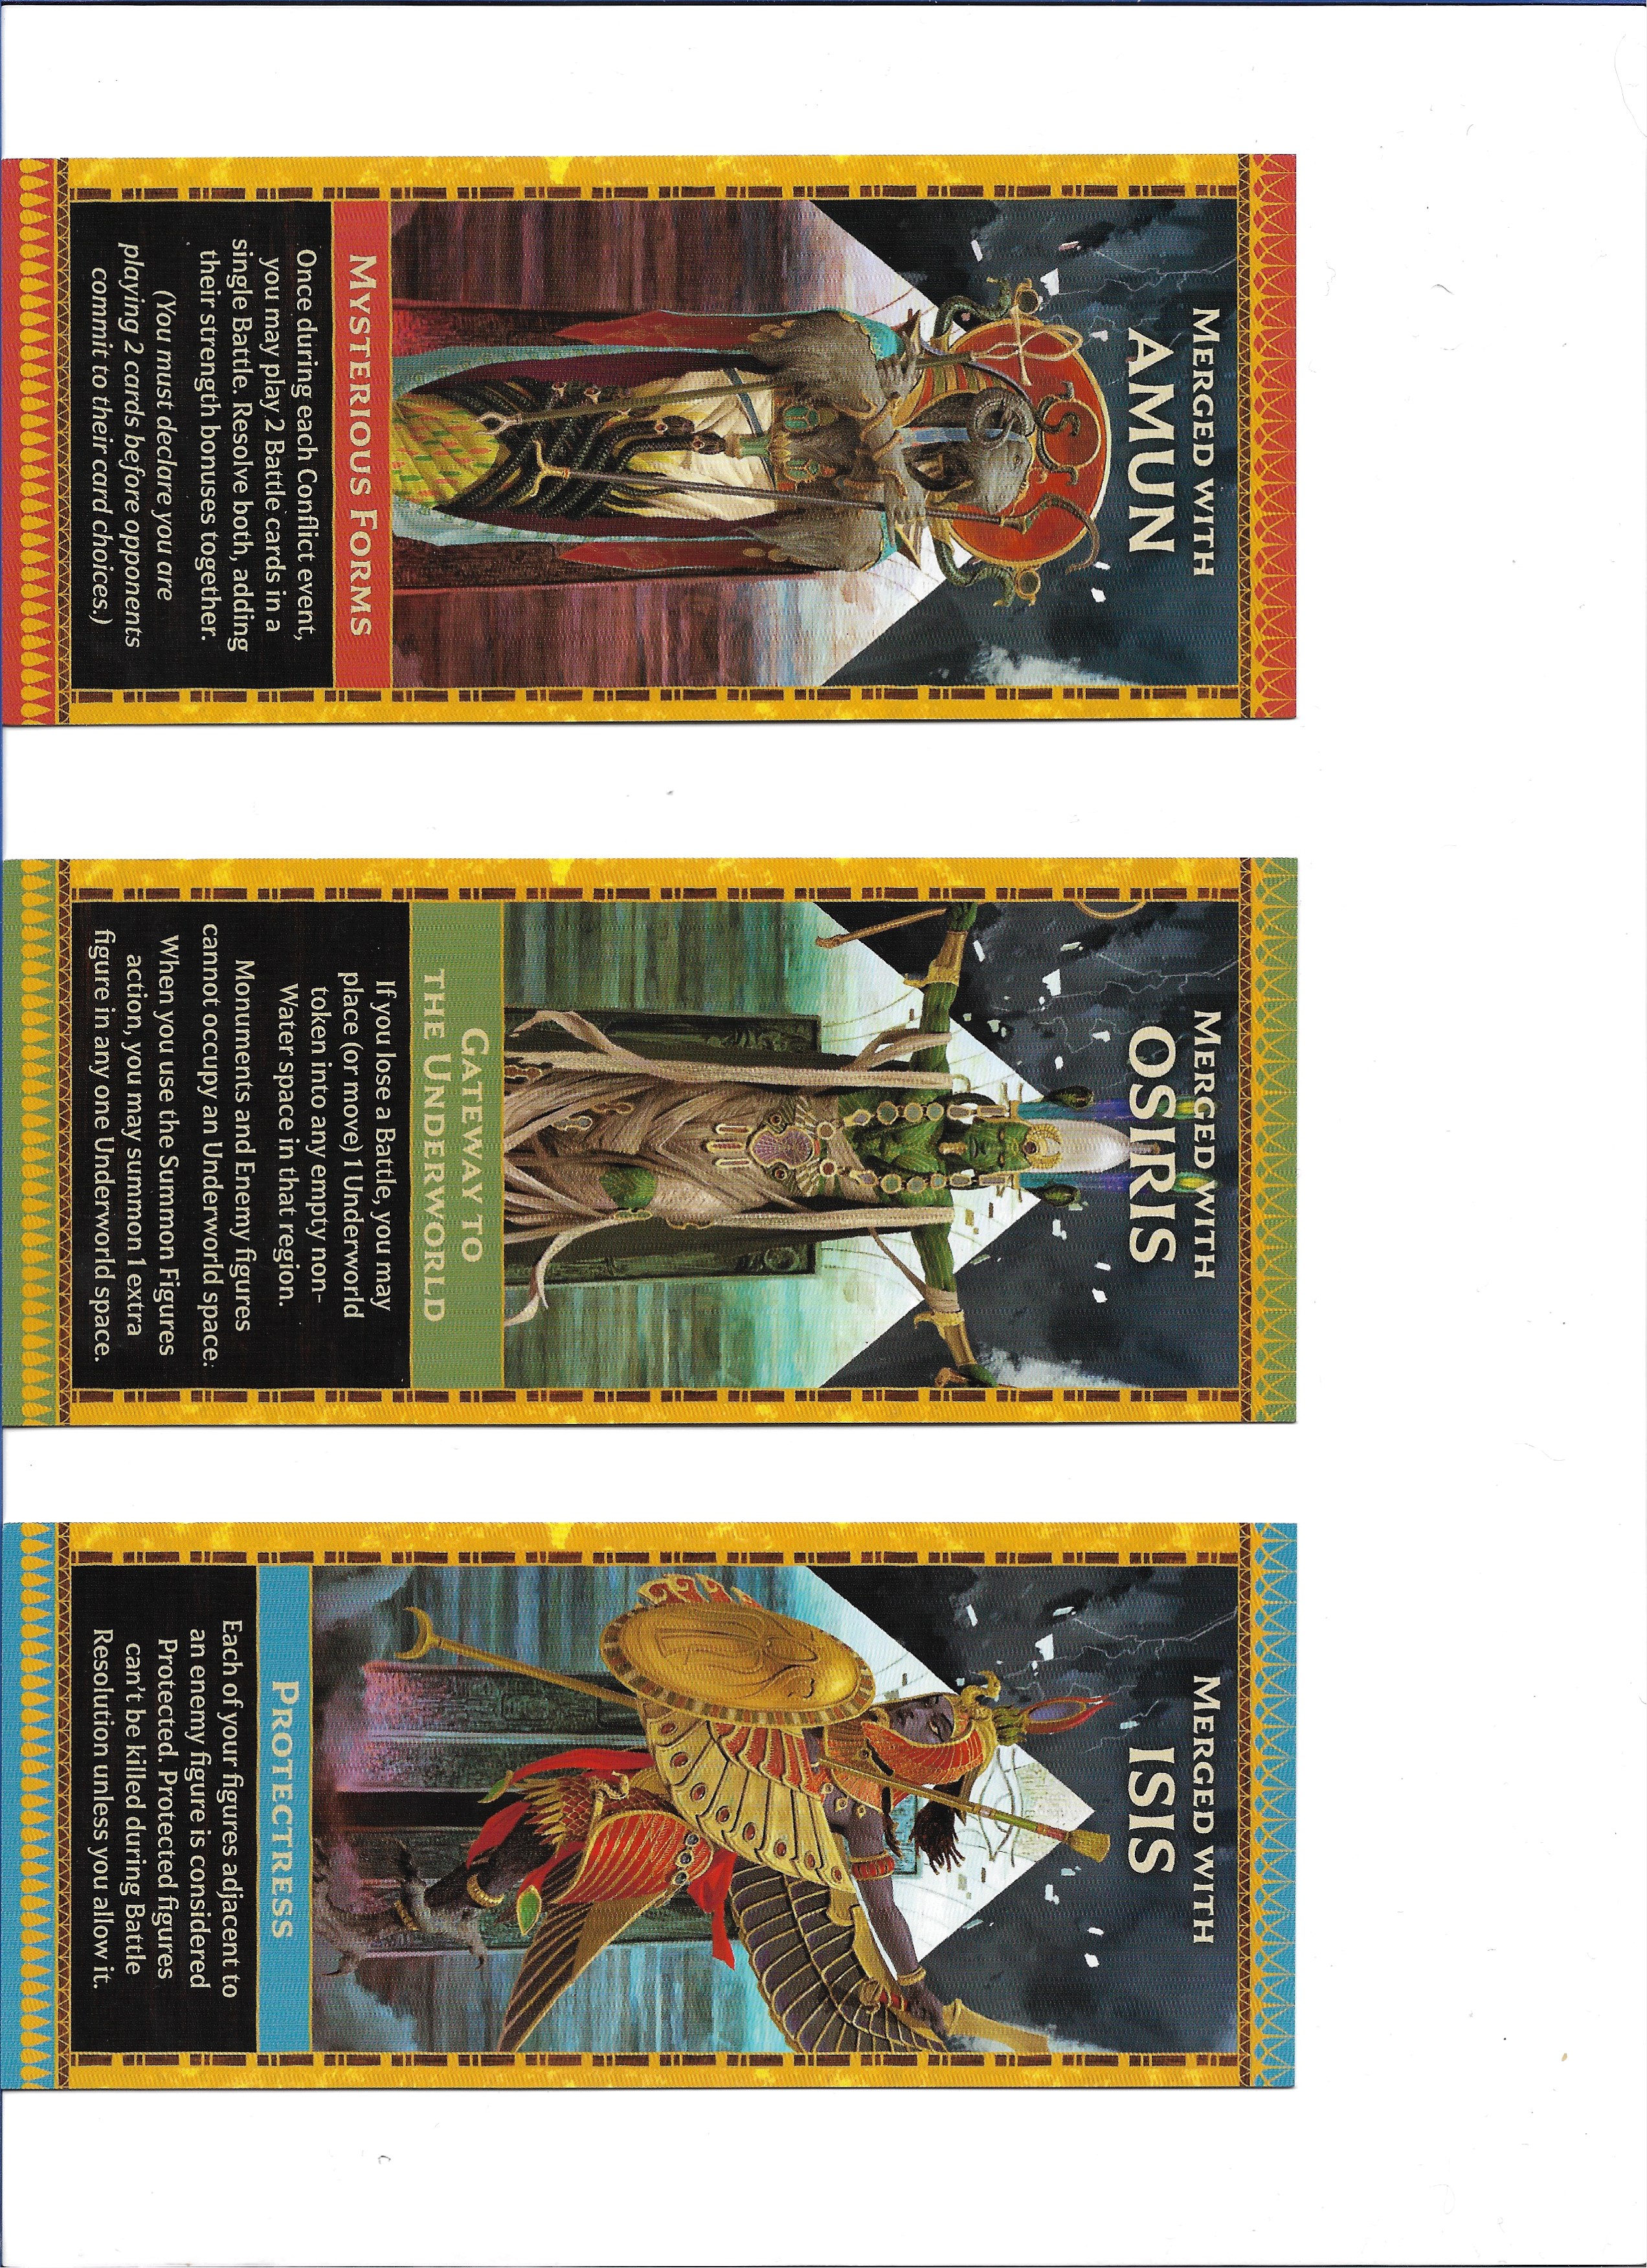 MERGED WITH
AMUN
MYSTERIOUS FORMS
Once during each Conflict event,
you may play 2 Battle cards in a
single Battle. Resolve both, adding
their strength bonuses together.
(You must declare you are
playing 2 cards before opponents
commit to their card choices.)
MERGED WITH
OSIRIS
GATEWAY TO
THE UNDERWORLD
If you lose a Battle, you may
place (or move) 1 Underworld
token into any empty non-
Water space in that region.
Monuments and Enemy figures
cannot occupy an Underworld space.
When you use the Summon Figures
action, you may summon 1 extra
figure in any one Underworld space.
MERGED WITH
ISIS
PROTECTRESS
Each of your figures adjacent to
an enemy figure is considered
Protected. Protected figures
can't be killed during Battle
Resolution unless you allow it.